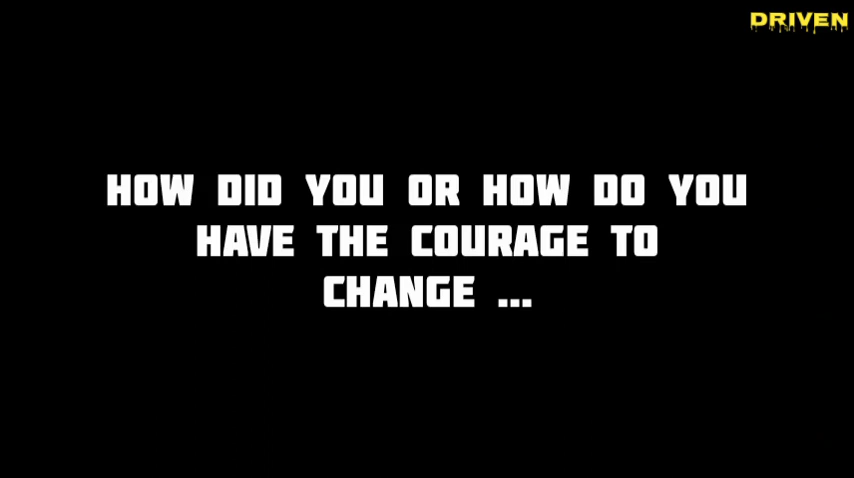 DRIVEN
HOW DID YOU OR HOW DO YOU
HAVE THE COURAGE TO
CHANGE ...